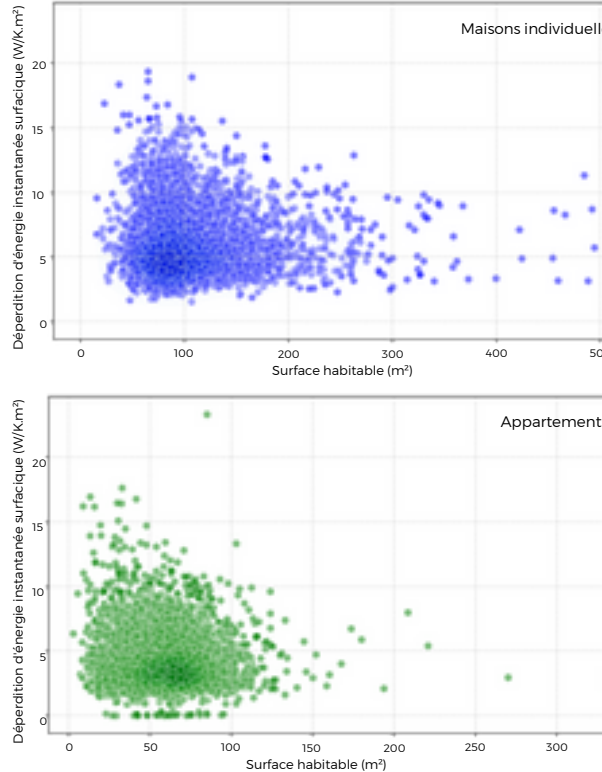 Maisons individuell
Déperdition d'énergie instantanée surfacique (W/K.m²)
20
15
10
5
0
0 100 200 300 400 500
Surface habitable (m²)
Appartement
Déperdition d'énergie instantanée surfacique (W/K.m²)
20
15
10
5
0
0 50 100 150 200 250 300
Surface habitable (m²)